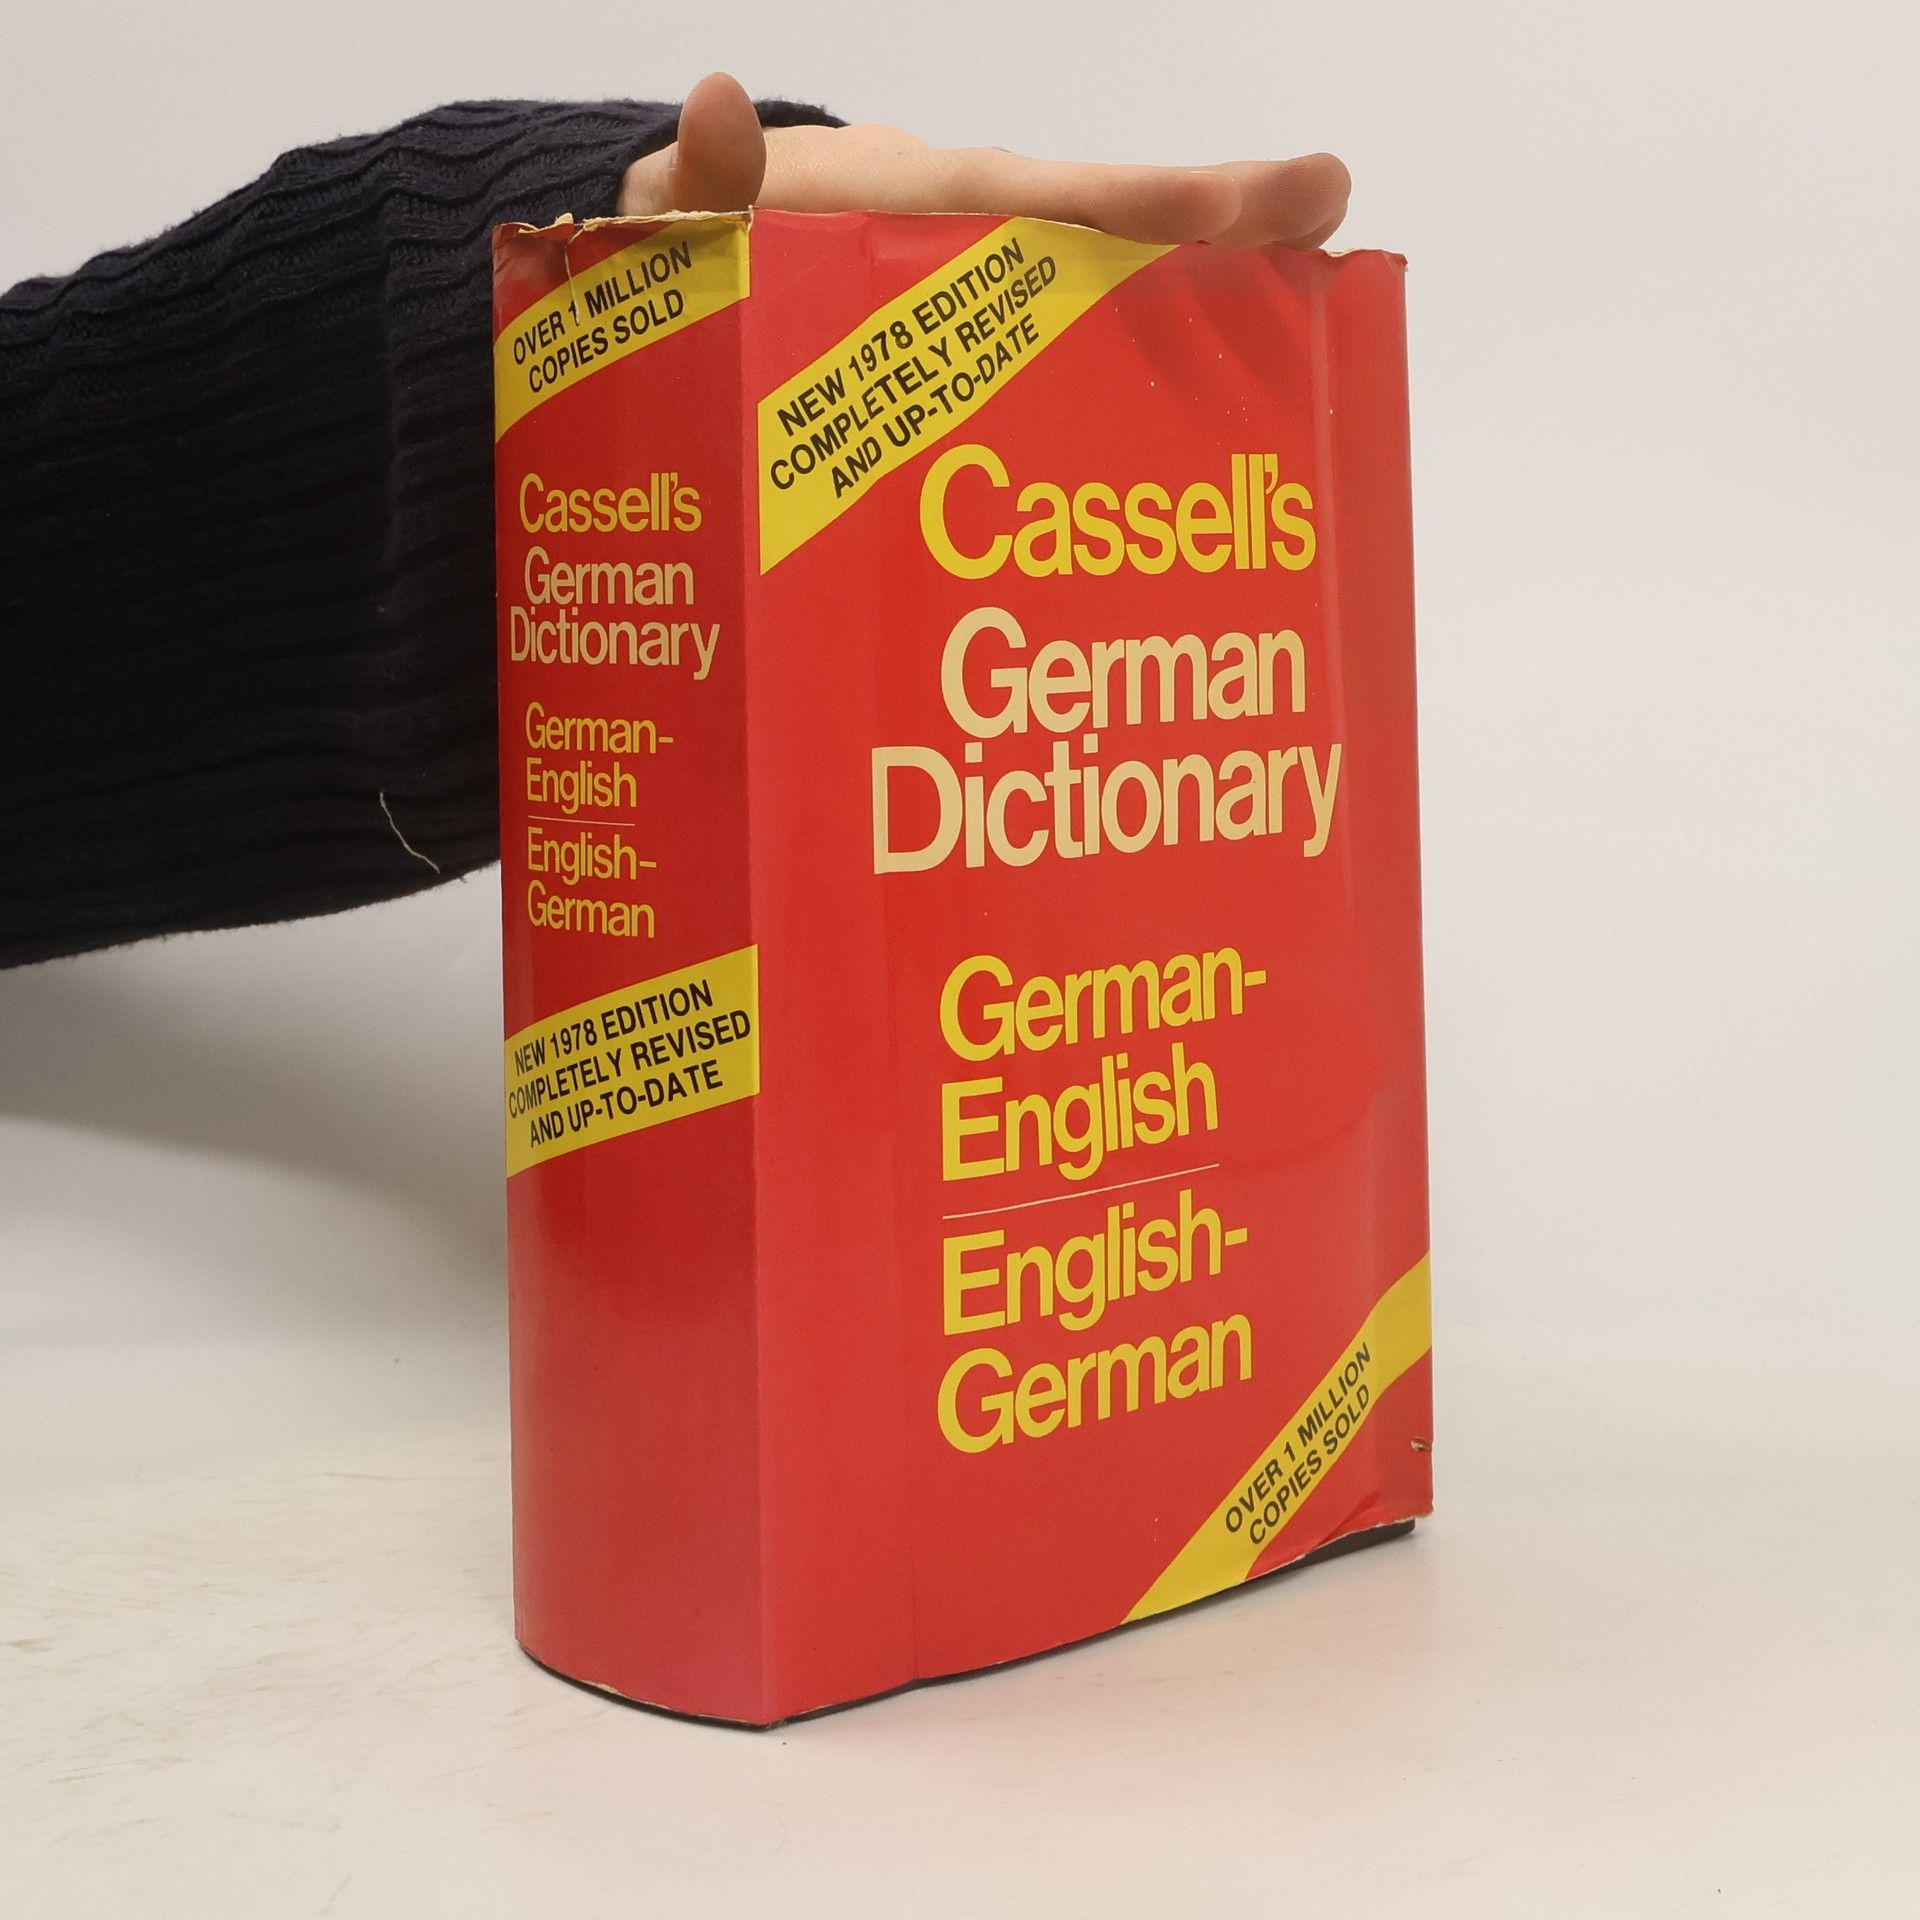 OVER 1 MILLION
COPIES SOLD
Cassell's
German
Dictionary
German-
English
English-
German
NEW 1978 EDITION
COMPLETELY REVISED
AND UP-TO-DATE
NEW 1978 EDITION
COMPLETELY REVISED
AND UP-TO-DATE
Cassell's
German
Dictionary
German-
English
English-
German
OVER 1 MILLION
COPIES SOLD